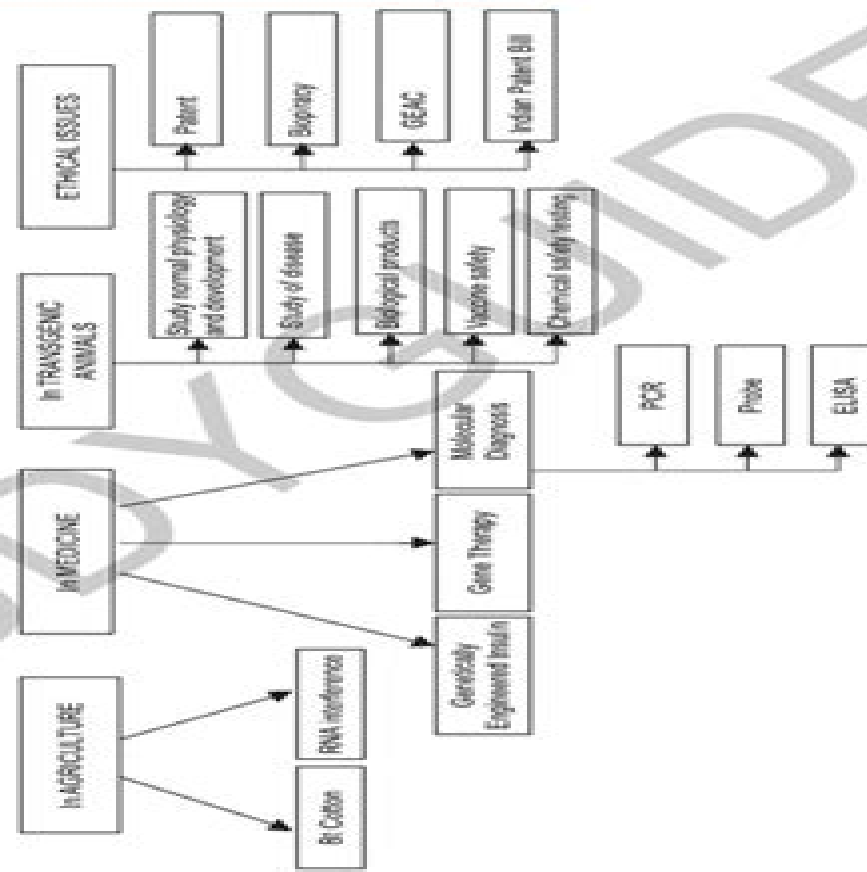 In AGRICULTURE
Bt Cotton
RNA interference
In MEDICINE
Genetically
Engineered Insulin
Gene Therapy
Molecular
Diagnosis
PCR
Probe
ELISA
In TRANSGENIC
ANIMALS
Study normal physiology
and development
Study of disease
Biological products
Vaccine safety
Chemical safety testing
ETHICAL ISSUES
Patent
Biopiracy
GEAC
Indian Patent Bill
DYGUIDE